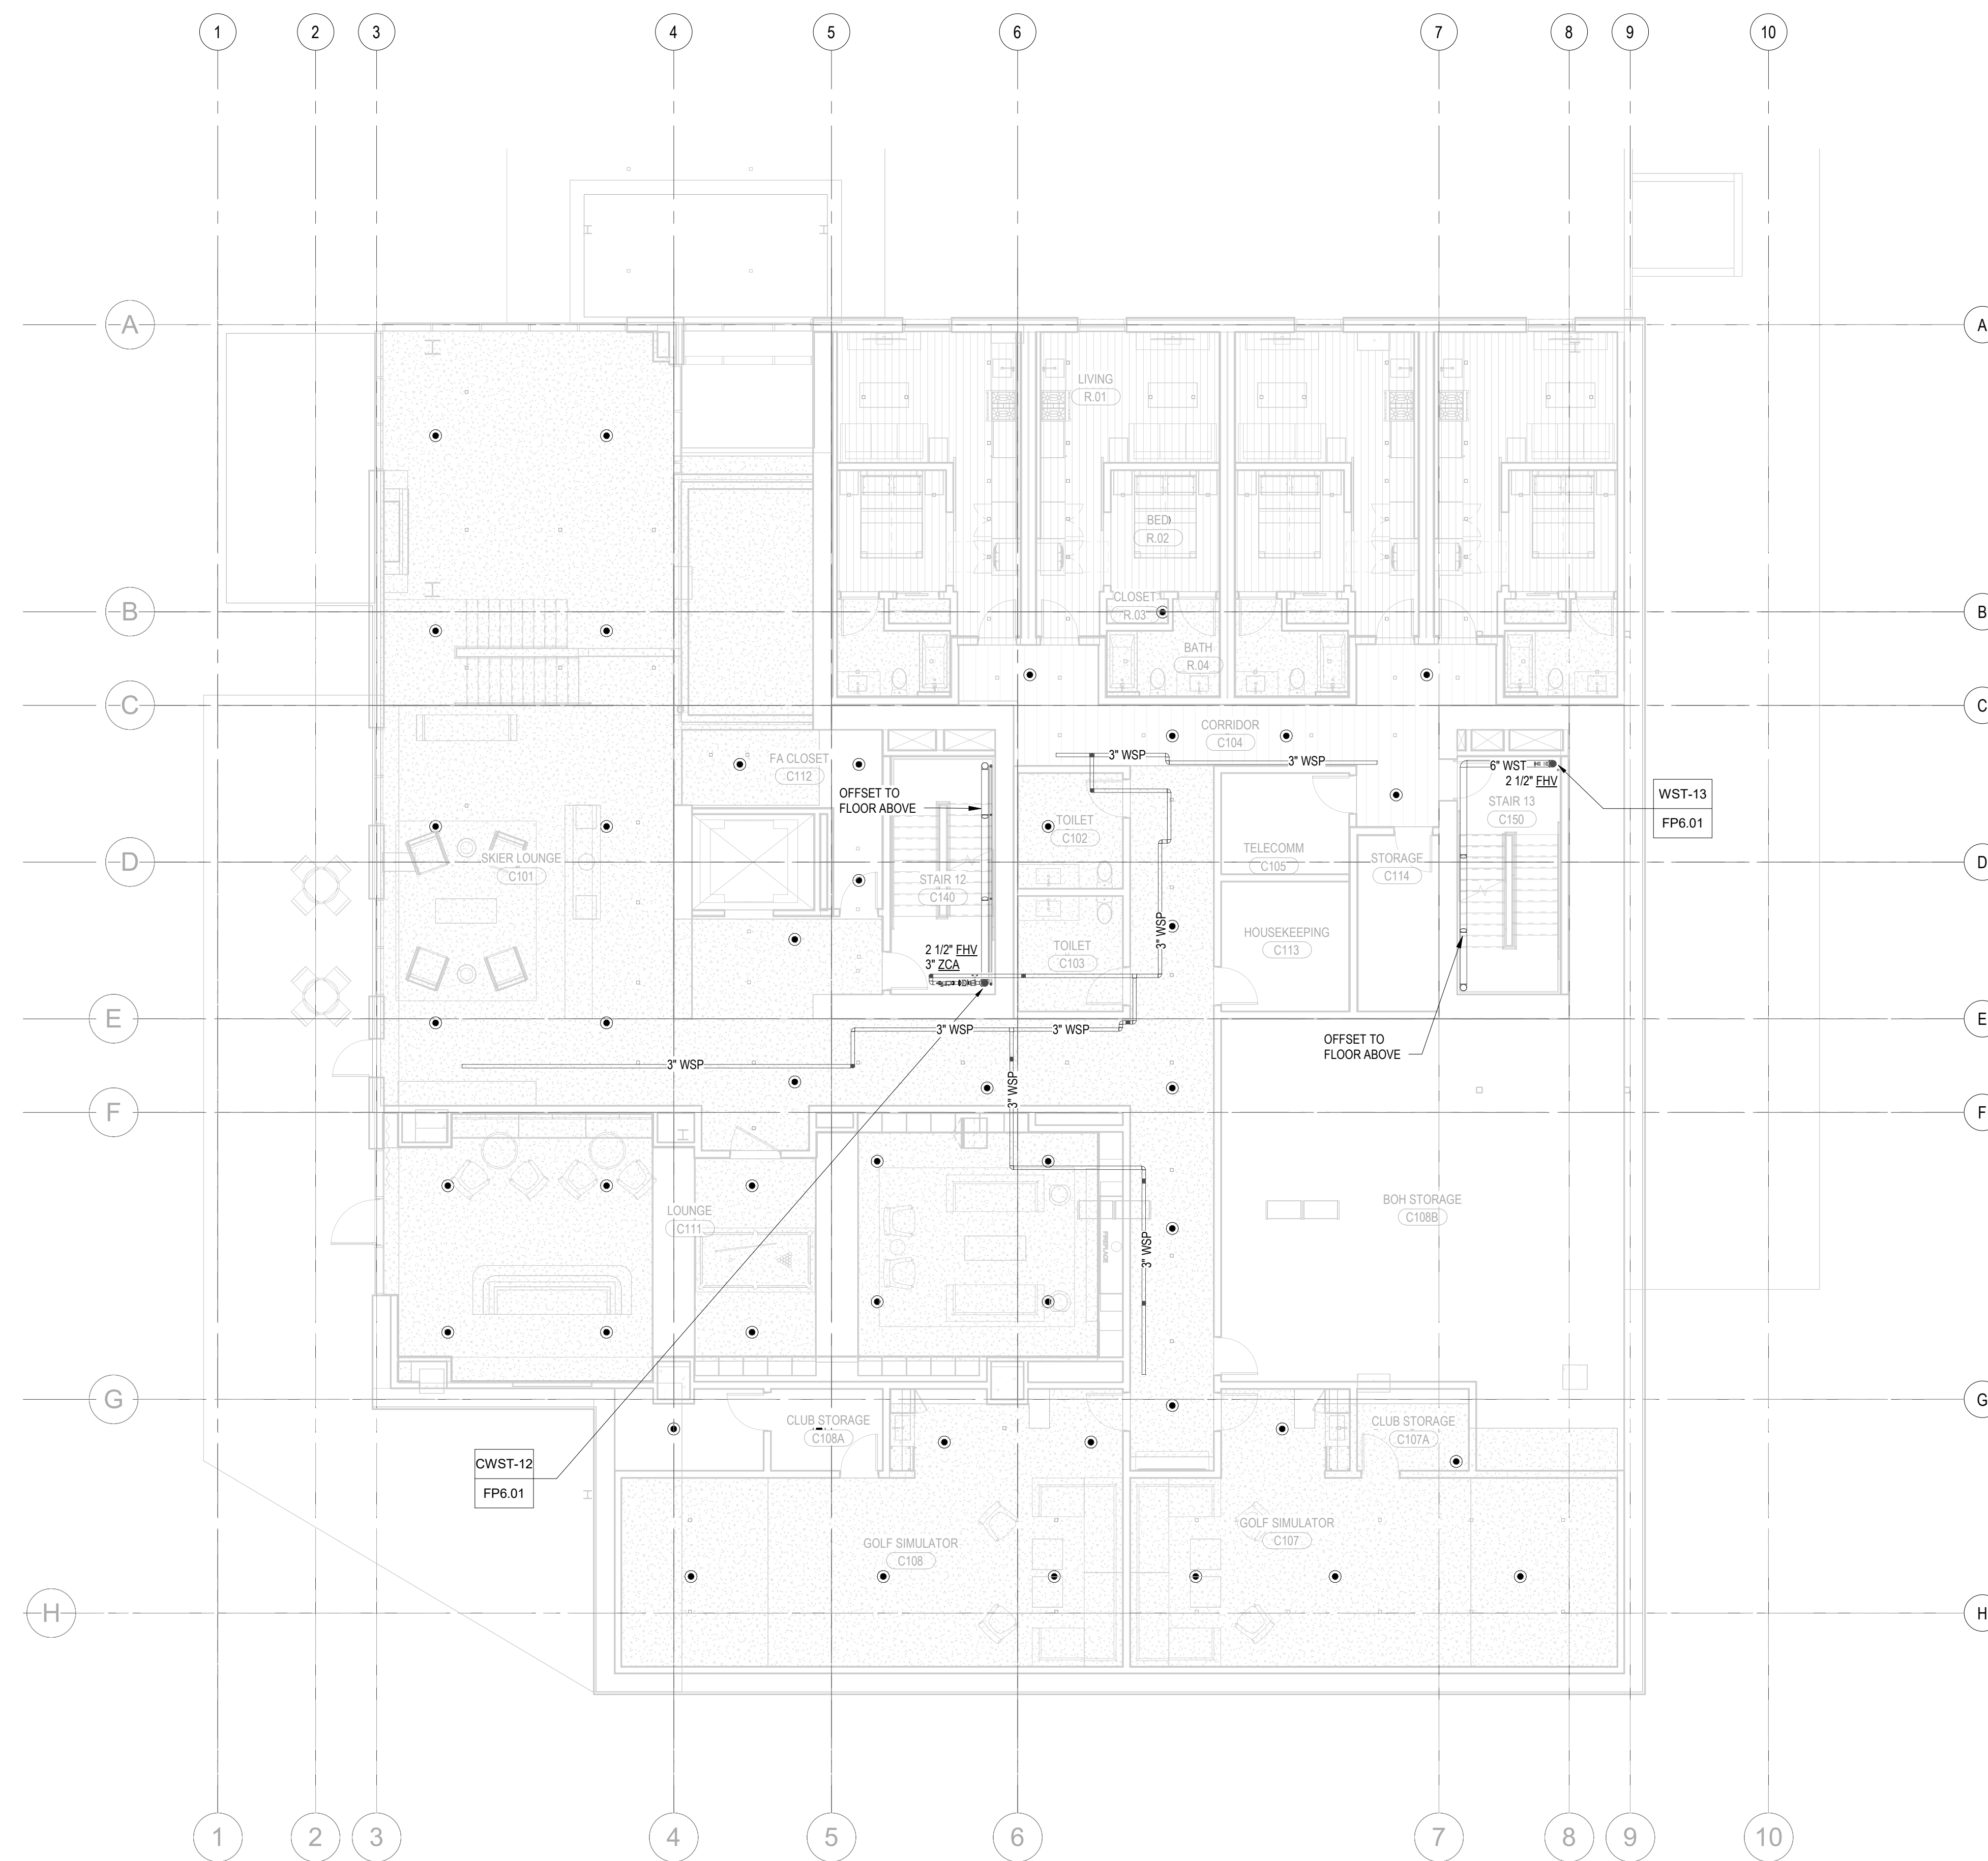 1
2
3
4
5
6
7
8
9
10
A
A
LIVING
R.01
BED
R.02
CLOSET
R.03
B
B
BATH
R.04
C
C
CORRIDOR
C104
FA CLOSET
C112
3" WSP
3" WSP
6" WST
2 1/2" FHV
OFFSET TO
FLOOR ABOVE
STAIR 13
C150
WST-13
FP6.01
TOILET
C102
TELECOMM
C105
STORAGE
C114
D
D
SKIER LOUNGE
C101
STAIR 12
C140
3" WSP
HOUSEKEEPING
C113
2 1/2" FHV
3" ZCA
TOILET
C103
E
E
3" WSP
3" WSP
OFFSET TO
FLOOR ABOVE
3" WSP
3" WSP
F
F
LOUNGE
C111
BOH STORAGE
C108B
FIREPLACE
3" WSP
G
G
CLUB STORAGE
C108A
CLUB STORAGE
C107A
CWST-12
FP6.01
GOLF SIMULATOR
C108
GOLF SIMULATOR
C107
H
H
1
2
3
4
5
6
7
8
9
10